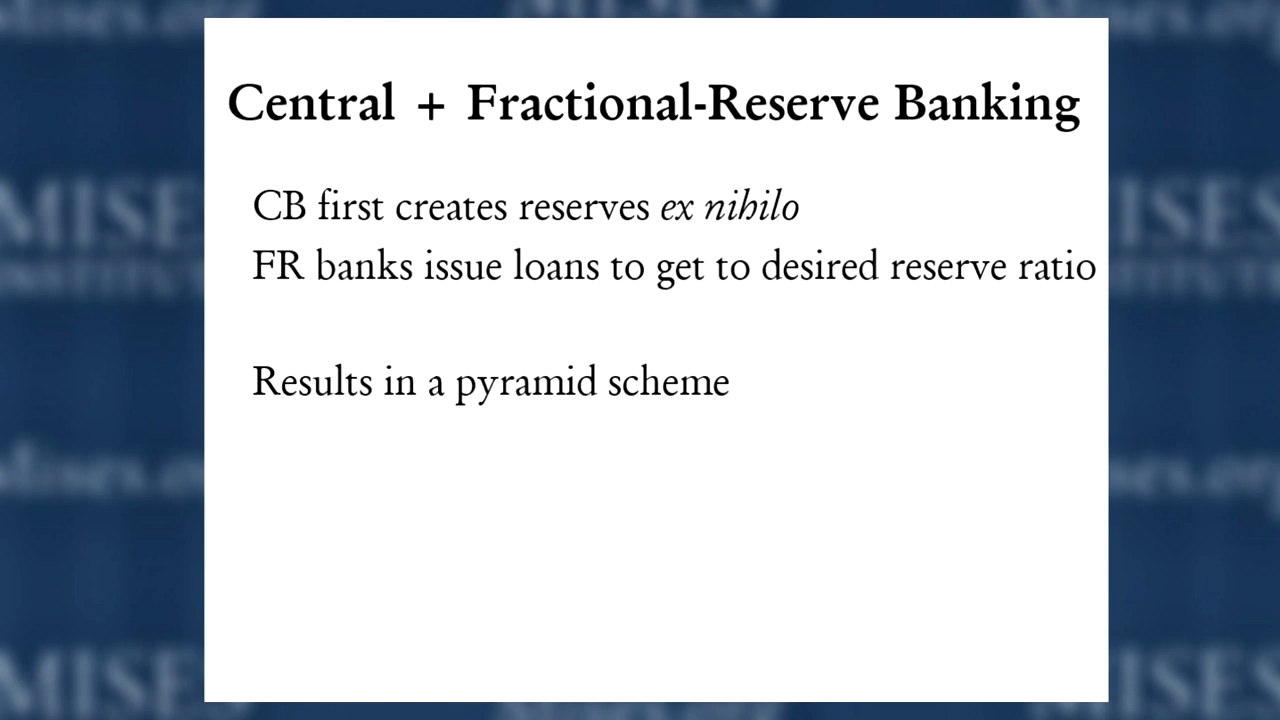 Central + Fractional-Reserve Banking
CB first creates reserves ex nihilo
FR banks issue loans to get to desired reserve ratio
Results in a pyramid scheme